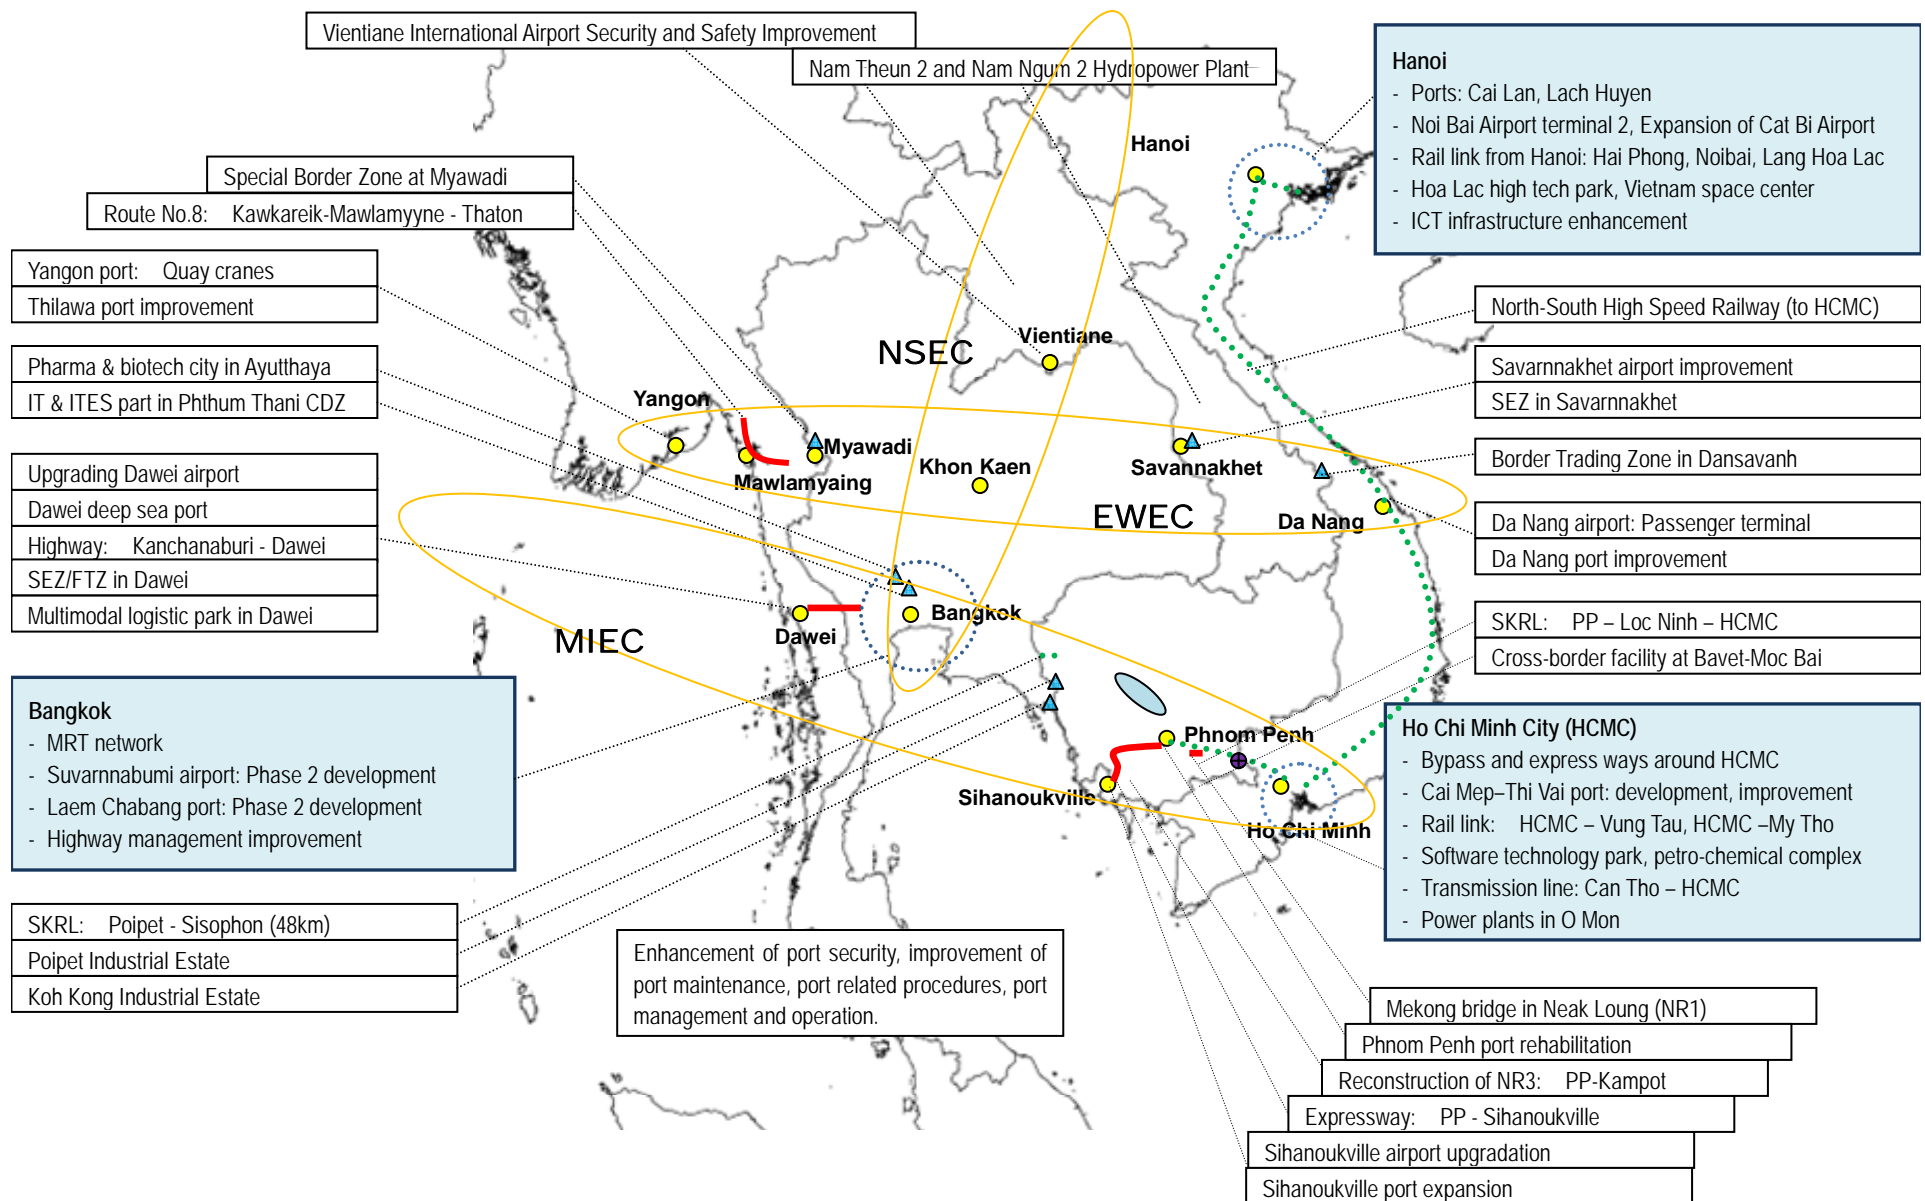 Vientiane International Airport Security and Safety Improvement
Nam Theun 2 and Nam Ngum 2 Hydropower Plant
Hanoi
- Ports: Cai Lan, Lach Huyen
- Noi Bai Airport terminal 2, Expansion of Cat Bi Airport
- Rail link from Hanoi: Hai Phong, Noibai, Lang Hoa Lac
- Hoa Lac high tech park, Vietnam space center
- ICT infrastructure enhancement
Hanoi
Special Border Zone at Myawadi
Route No.8: Kawkareik-Mawlamyyne - Thaton
Yangon port: Quay cranes
Thilawa port improvement
Pharma & biotech city in Ayutthaya
IT & ITES part in Phthum Thani CDZ
Upgrading Dawei airport
Dawei deep sea port
Highway: Kanchanaburi - Dawei
SEZ/FTZ in Dawei
Multimodal logistic park in Dawei
North-South High Speed Railway (to HCMC)
Savarnnakhet airport improvement
SEZ in Savarnnakhet
Border Trading Zone in Dansavanh
Da Nang airport: Passenger terminal
Da Nang port improvement
SKRL: PP – Loc Ninh – HCMC
Cross-border facility at Bavet-Moc Bai
NSEC
Vientiane
Yangon
Myawadi
Mawlamyaing
Khon Kaen
Savannakhet
EWEC
Da Nang
MIEC
Dawei
Bangkok
Phnom Penh
Sihanoukville
Ho Chi Minh
Bangkok
- MRT network
- Suvarnnabumi airport: Phase 2 development
- Laem Chabang port: Phase 2 development
- Highway management improvement
Ho Chi Minh City (HCMC)
- Bypass and express ways around HCMC
- Cai Mep–Thi Vai port: development, improvement
- Rail link: HCMC – Vung Tau, HCMC –My Tho
- Software technology park, petro-chemical complex
- Transmission line: Can Tho – HCMC
- Power plants in O Mon
SKRL: Poipet - Sisophon (48km)
Poipet Industrial Estate
Koh Kong Industrial Estate
Enhancement of port security, improvement of
port maintenance, port related procedures, port
management and operation.
Mekong bridge in Neak Loung (NR1)
Phnom Penh port rehabilitation
Reconstruction of NR3: PP-Kampot
Expressway: PP - Sihanoukville
Sihanoukville airport upgradation
Sihanoukville port expansion